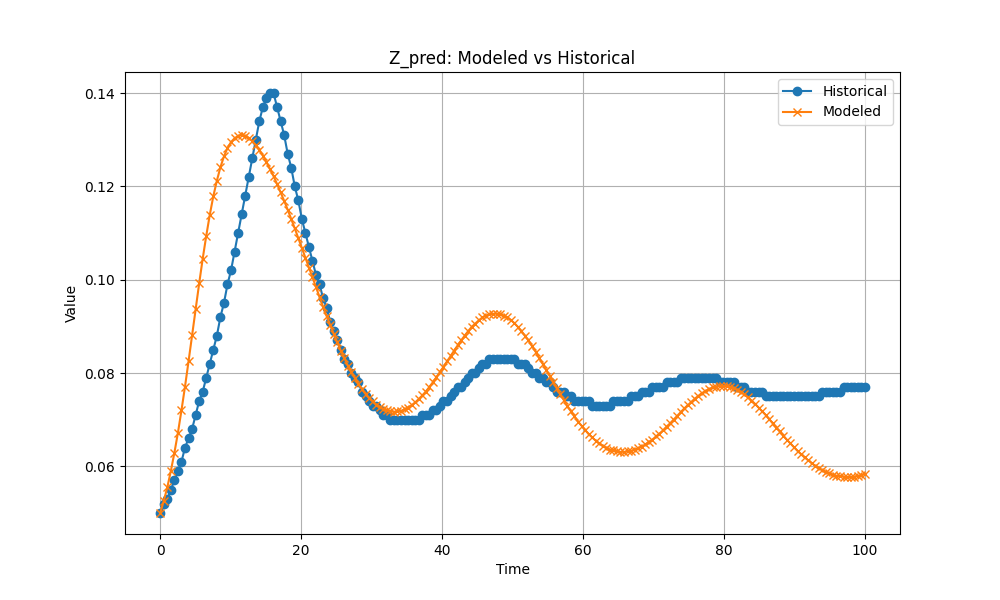 Z_pred: Modeled vs Historical
Historical
Modeled
Value
0.14
0.12
0.10
0.08
0.06
0 20 40 60 80 100
Time